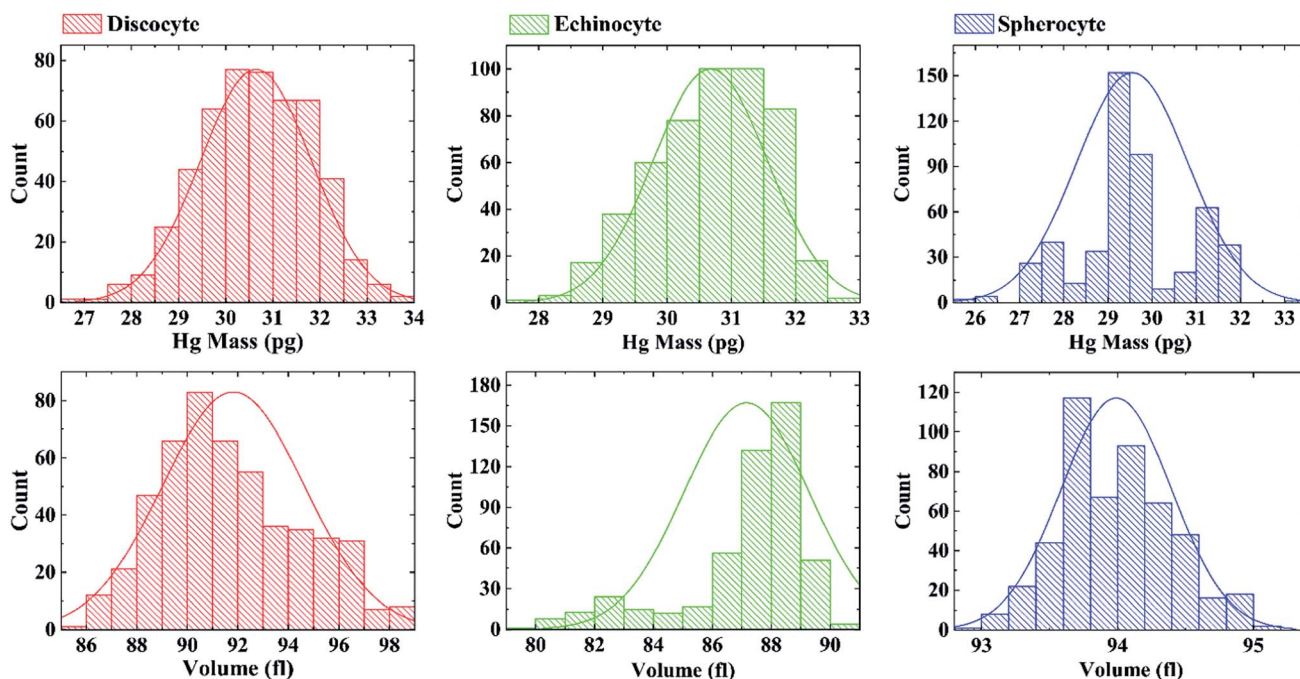 Discocyte
Echinocyte
Spherocyte
80
60
40
20
0
Count
27 28 29 30 31 32 33 34
Hg Mass (pg)
100
80
60
40
20
0
Count
28 29 30 31 32 33
Hg Mass (pg)
150
120
90
60
30
0
Count
26 27 28 29 30 31 32 33
Hg Mass (pg)
80
60
40
20
0
Count
86 88 90 92 94 96 98
Volume (fl)
180
150
120
90
60
30
0
Count
80 82 84 86 88 90
Volume (fl)
120
100
80
60
40
20
0
Count
93 94 95
Volume (fl)